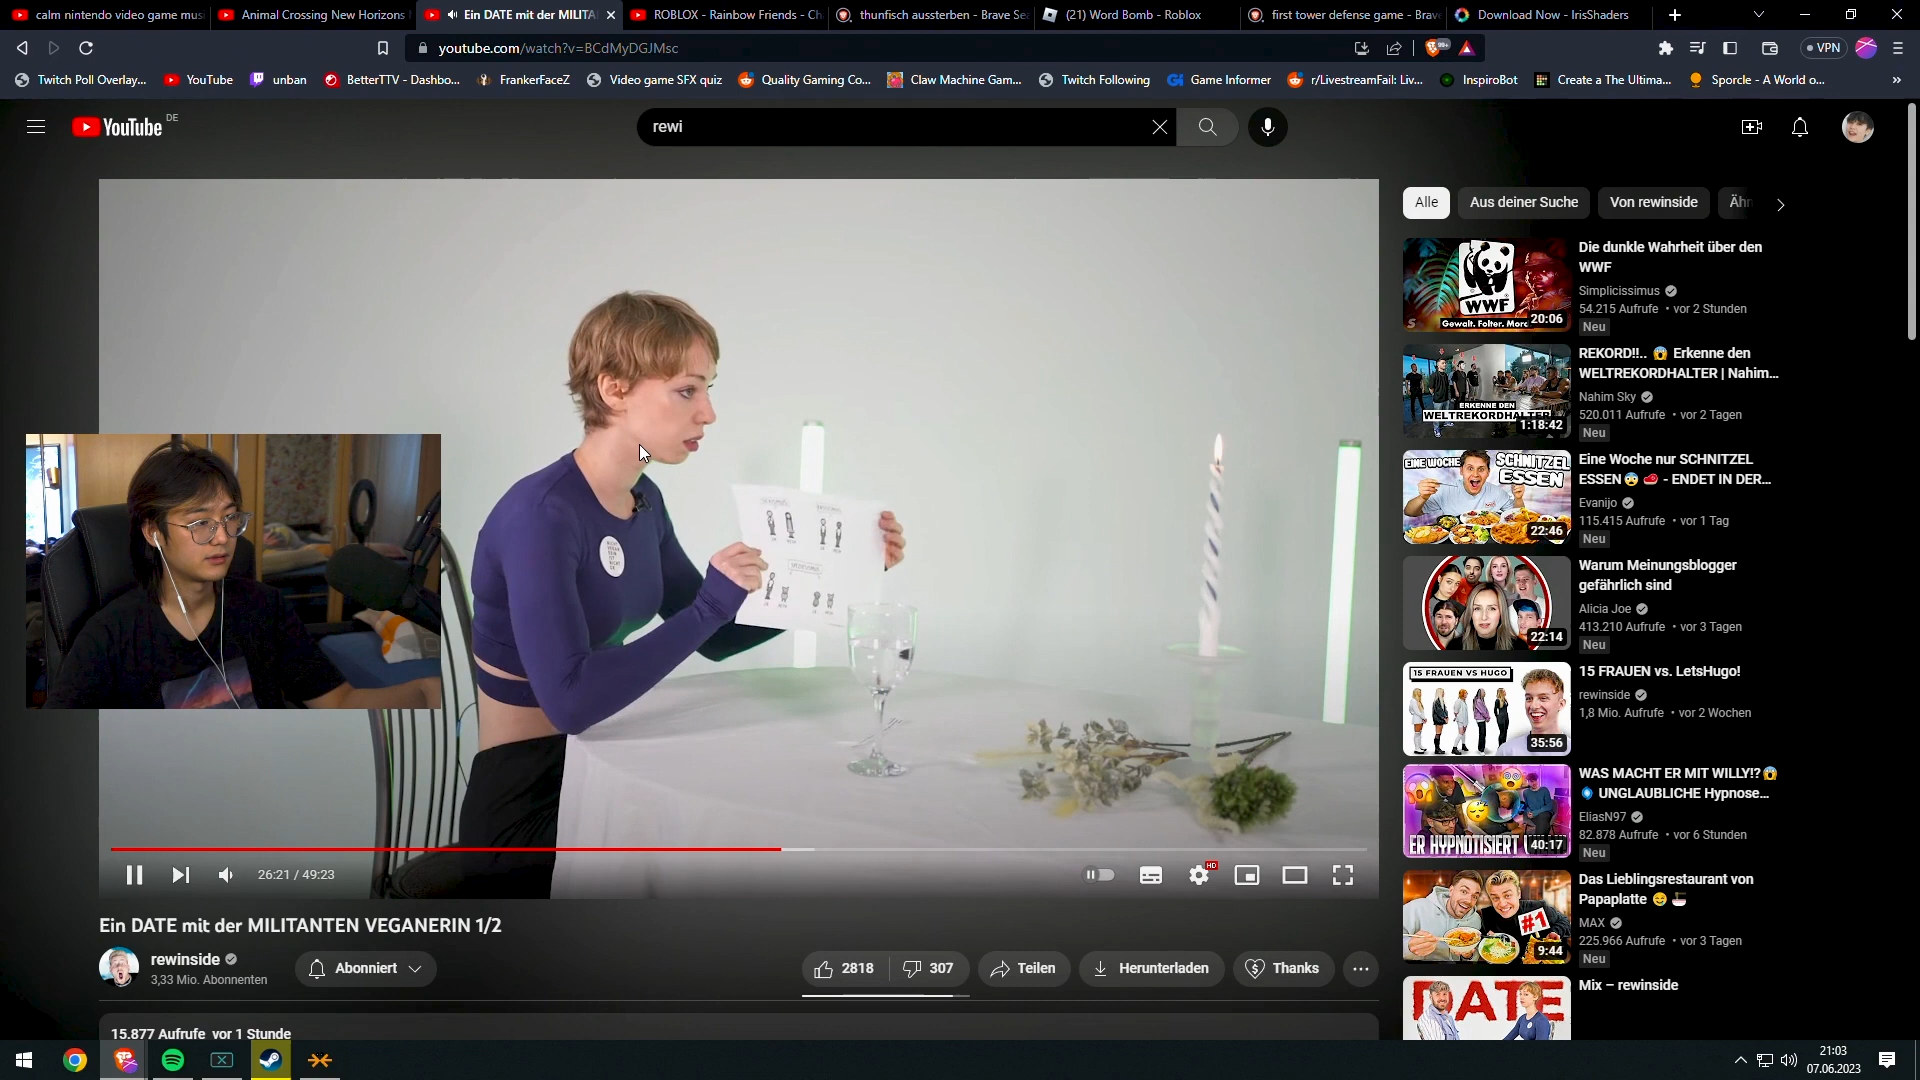 calm nintendo video game mus
Animal Crossing New Horizons
Ein DATE mit der MILITA
ROBLOX - Rainbow Friends - Ch
thunfisch aussterben - Brave Se
(21) Word Bomb - Roblox
first tower defense game - Brave
Download Now - IrisShaders
youtube.com/watch?v=BCdMyDGJMsc
99+
VPN
Twitch Poll Overlay...
YouTube
unban
BetterTTV - Dashbo...
FrankerFaceZ
Video game SFX quiz
Quality Gaming Co...
Claw Machine Gam...
Twitch Following
Game Informer
r/LivestreamFail: Liv...
InspiroBot
Create a The Ultima...
Sporcle - A World o...
YouTube DE
rewi
Alle
Aus deiner Suche
Von rewinside
Ähn
WWF
Gewalt. Folter. Mord
20:06
Die dunkle Wahrheit über den
WWF
Simplicissimus
54.215 Aufrufe • vor 2 Stunden
Neu
ERKENNE DEN
WELTREKORDHALTER
1:18:42
REKORD!!.. 😱 Erkenne den
WELTREKORDHALTER | Nahim...
Nahim Sky
520.011 Aufrufe • vor 2 Tagen
Neu
EINE WOCHE
SCHNITZEL
ESSEN
22:46
Eine Woche nur SCHNITZEL
ESSEN😨 🥩 - ENDET IN DER...
Evanijo
115.415 Aufrufe • vor 1 Tag
Neu
22:14
Warum Meinungsblogger
gefährlich sind
Alicia Joe
413.210 Aufrufe • vor 3 Tagen
Neu
15 FRAUEN VS HUGO
35:56
15 FRAUEN vs. LetsHugo!
rewinside
1,8 Mio. Aufrufe • vor 2 Wochen
ER HYPNOTISIERT
40:17
WAS MACHT ER MIT WILLY!?😱
🌀 UNGLAUBLICHE Hypnose...
EliasN97
82.878 Aufrufe • vor 6 Stunden
Neu
#1
9:44
Das Lieblingsrestaurant von
Papaplatte 😋 🍜
MAX
225.966 Aufrufe • vor 3 Tagen
Neu
DATE
Mix – rewinside
26:21 / 49:23
HD
Ein DATE mit der MILITANTEN VEGANERIN 1/2
rewinside
3,33 Mio. Abonnenten
Abonniert
2818
307
Teilen
Herunterladen
Thanks
15.877 Aufrufe vor 1 Stunde
21:03
07.06.2023